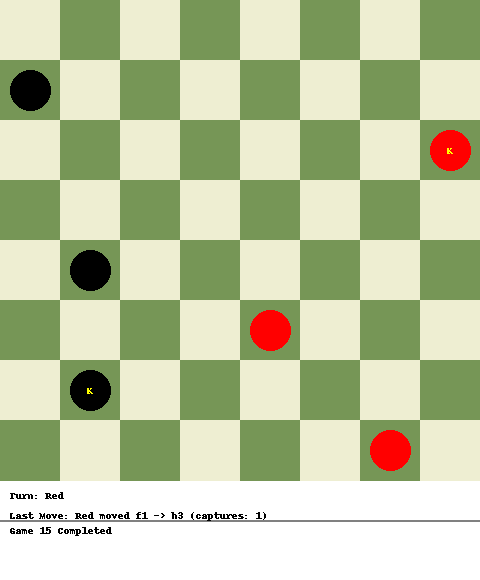 K
K
Turn: Red
Last Move: Red moved f1 -> h3 (captures: 1)
Game 15 Completed